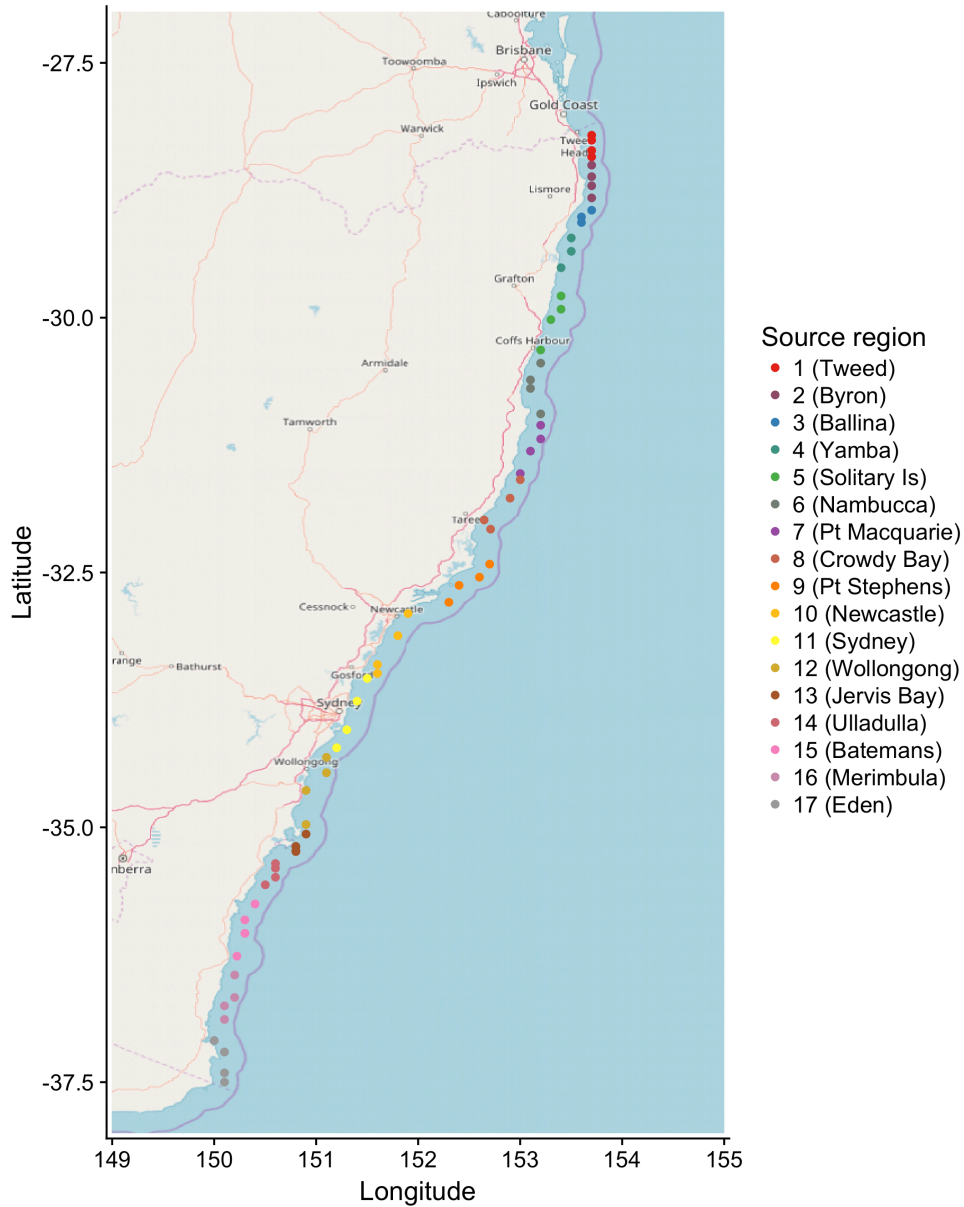 Caboolture
Brisbane
Toowoomba
Ipswich
Gold Coast
Warwick
Tweed
Heads
Lismore
Grafton
Coffs Harbour
Armidale
Tamworth
Taree
Cessnock
Newcastle
range
Bathurst
Gosford
Sydney
Wollongong
nberra
-27.5
-30.0
-32.5
-35.0
-37.5
Latitude
149 150 151 152 153 154 155
Longitude
Source region
1 (Tweed)
2 (Byron)
3 (Ballina)
4 (Yamba)
5 (Solitary Is)
6 (Nambucca)
7 (Pt Macquarie)
8 (Crowdy Bay)
9 (Pt Stephens)
10 (Newcastle)
11 (Sydney)
12 (Wollongong)
13 (Jervis Bay)
14 (Ulladulla)
15 (Batemans)
16 (Merimbula)
17 (Eden)